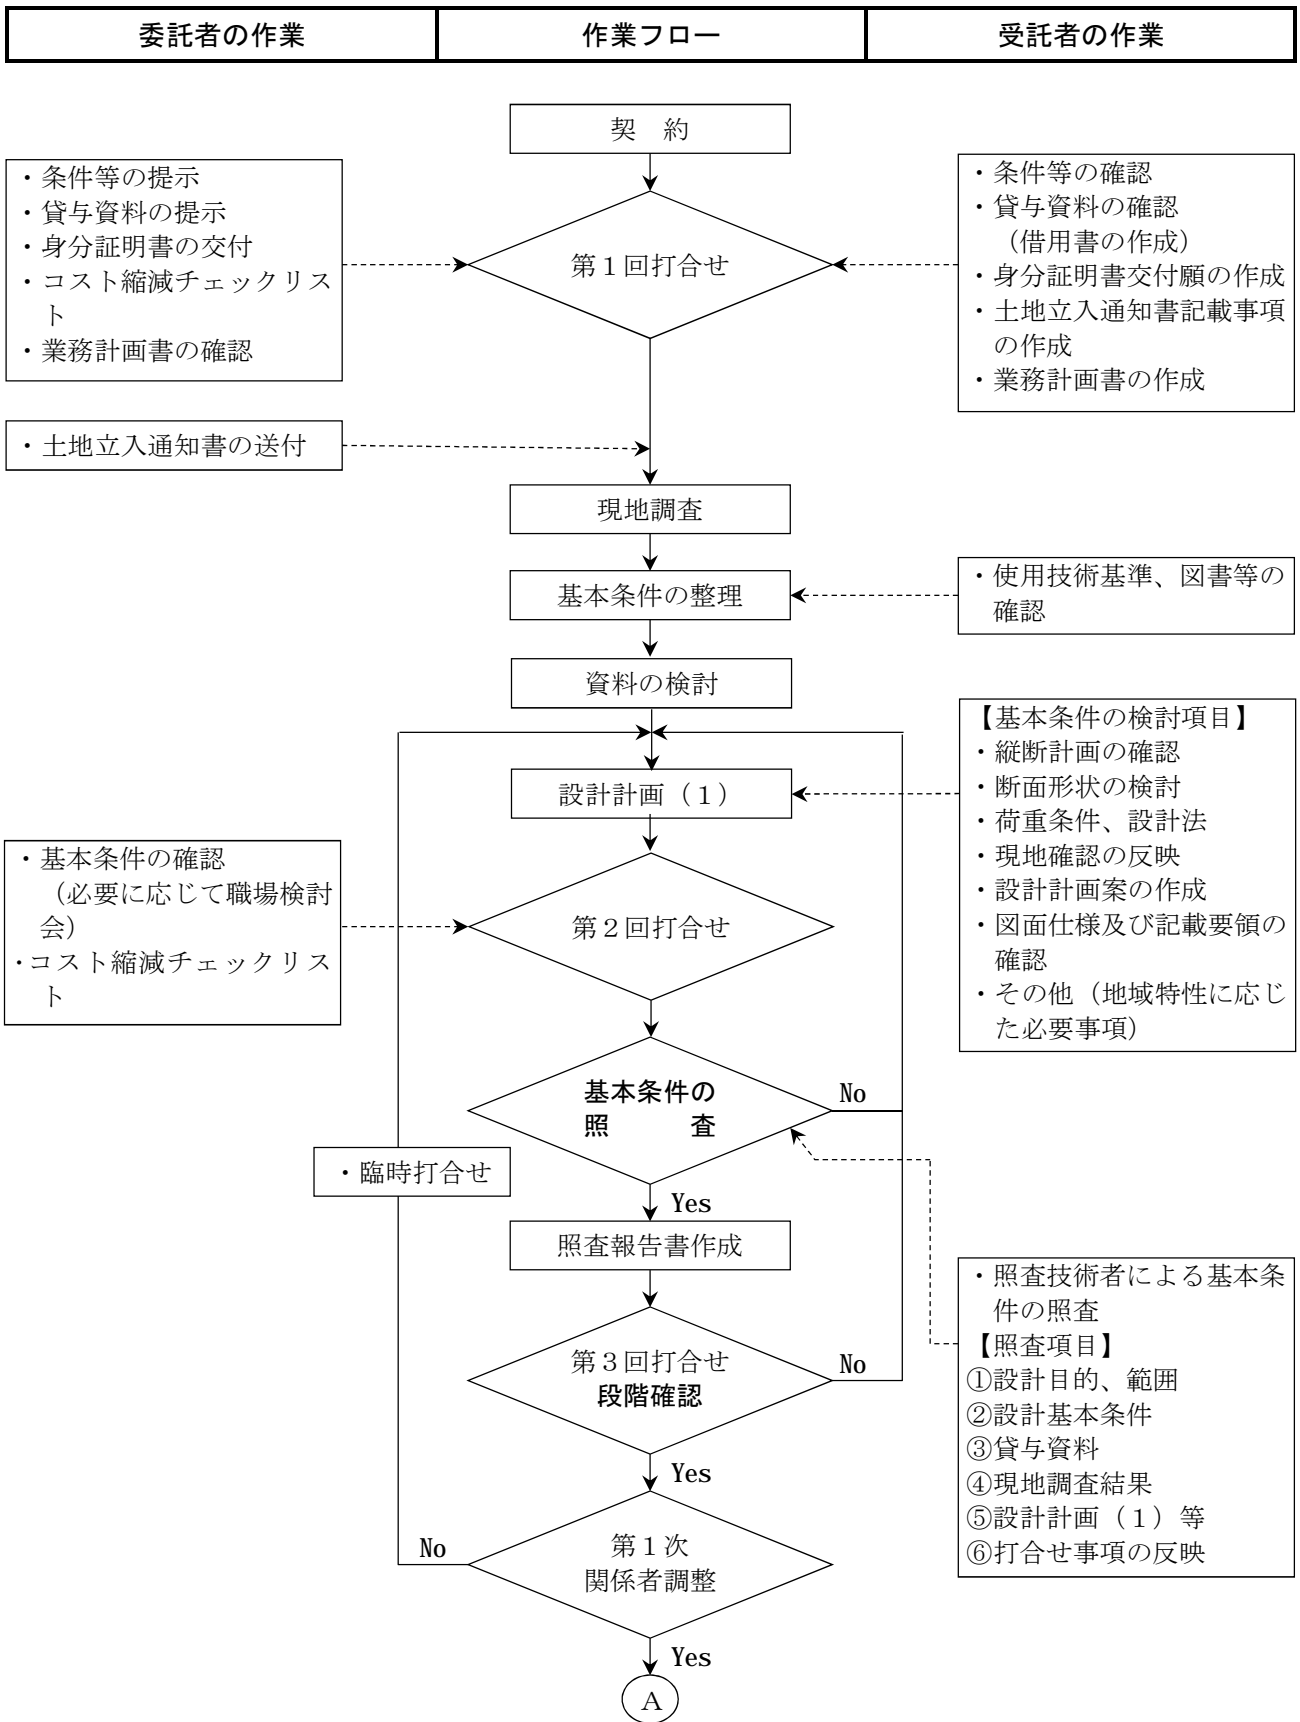 委託者の作業
作業フロー
受託者の作業
契　約
・条件等の提示
・貸与資料の提示
・身分証明書の交付
・コスト縮減チェックリス
ト
・業務計画書の確認
第１回打合せ
・条件等の確認
・貸与資料の確認
（借用書の作成）
・身分証明書交付願の作成
・土地立入通知書記載事項
の作成
・業務計画書の作成
・土地立入通知書の送付
現地調査
基本条件の整理
・使用技術基準、図書等の
確認
資料の検討
設計計画（１）
【基本条件の検討項目】
・縦断計画の確認
・断面形状の検討
・荷重条件、設計法
・現地確認の反映
・設計計画案の作成
・図面仕様及び記載要領の
確認
・その他（地域特性に応じ
た必要事項）
・基本条件の確認
（必要に応じて職場検討
会）
・コスト縮減チェックリス
ト
第２回打合せ
基本条件の
照　　査
No
・臨時打合せ
Yes
照査報告書作成
・照査技術者による基本条
件の照査
【照査項目】
①設計目的、範囲
②設計基本条件
③貸与資料
④現地調査結果
⑤設計計画（１）等
⑥打合せ事項の反映
第３回打合せ
段階確認
No
Yes
第１次
関係者調整
No
Yes
A